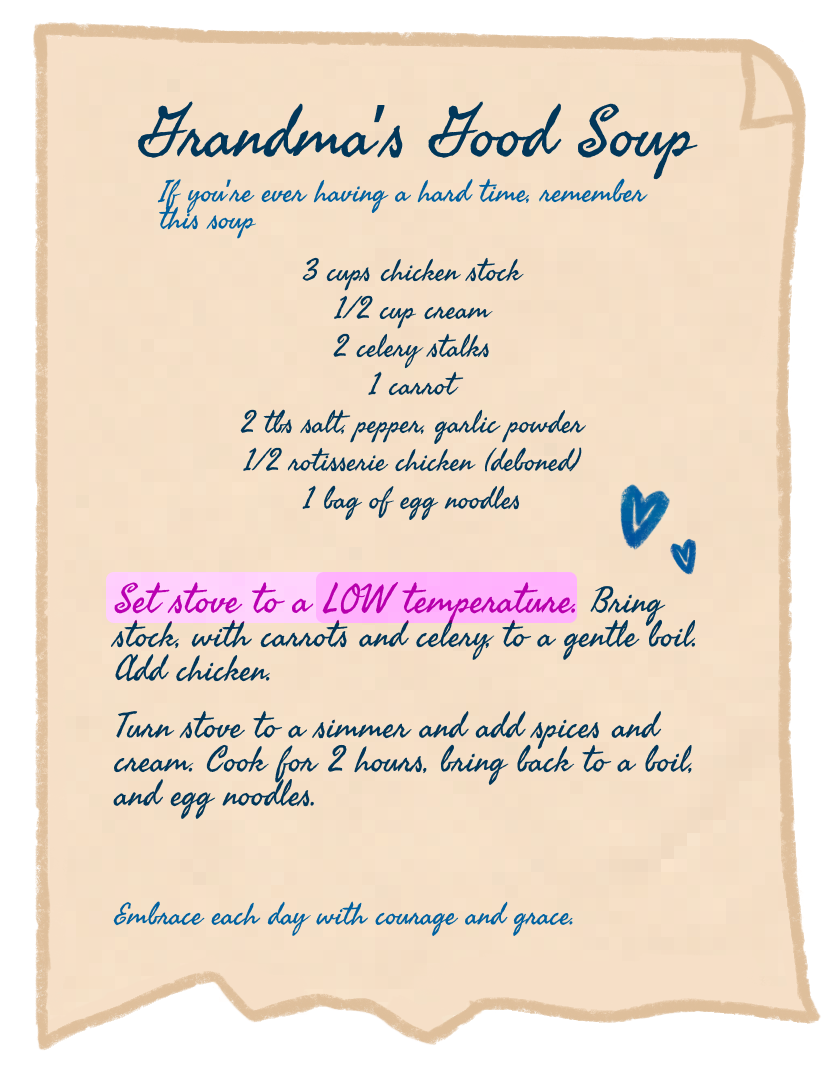 Grandma's Good Soup
If you're ever having a hard time, remember
this soup
3 cups chicken stock
1/2 cup cream
2 celery stalks
1 carrot
2 tbs salt, pepper, garlic powder
1/2 rotisserie chicken (deboned)
1 bag of egg noodles
Set stove to a LOW temperature. Bring
stock, with carrots and celery, to a gentle boil.
Add chicken.
Turn stove to a simmer and add spices and
cream. Cook for 2 hours, bring back to a boil,
and egg noodles.
Embrace each day with courage and grace.